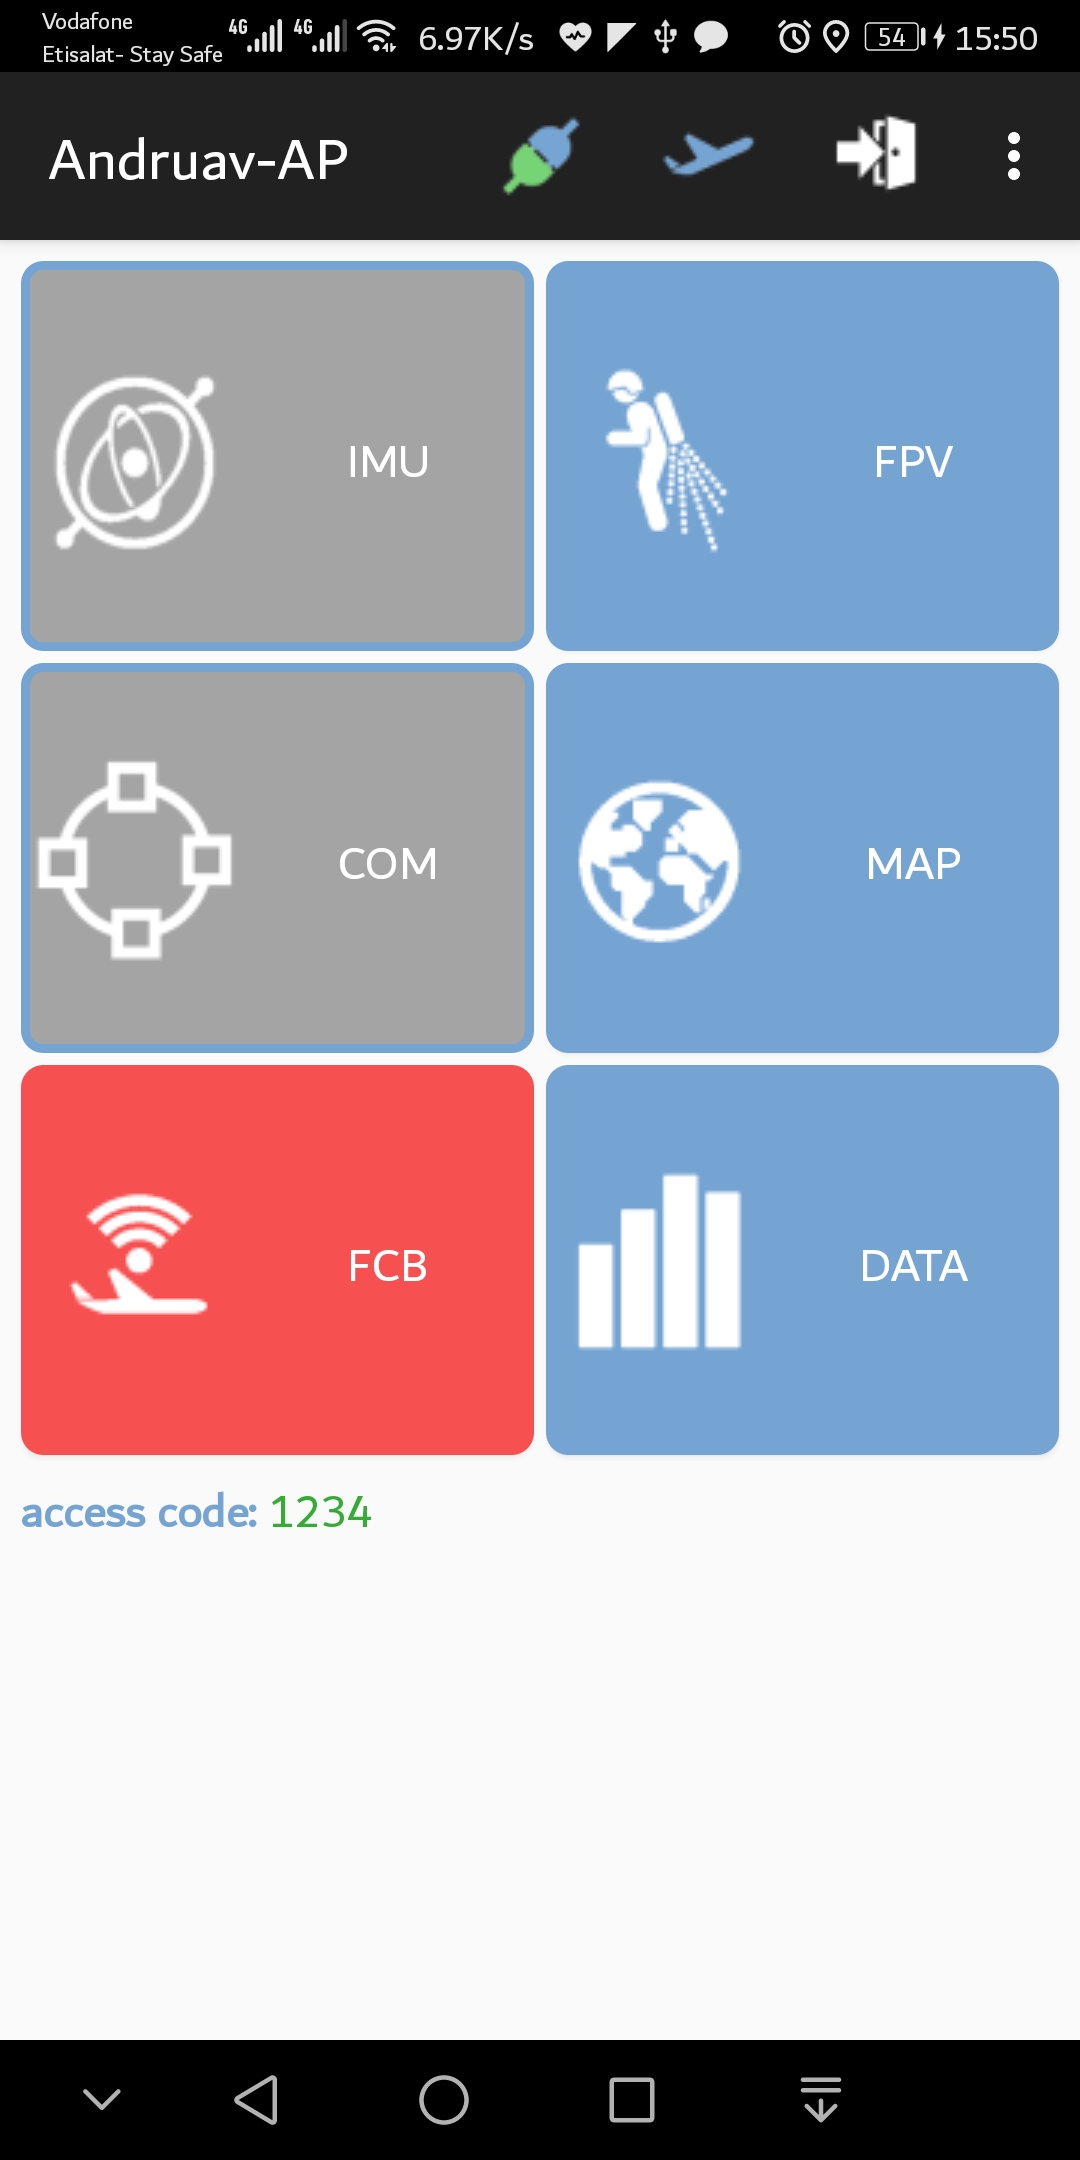 Vodafone
Etisalat- Stay Safe
4G 4G 6.97K/s 54 15:50
Andruav-AP
IMU
FPV
COM
MAP
FCB
DATA
access code: 1234